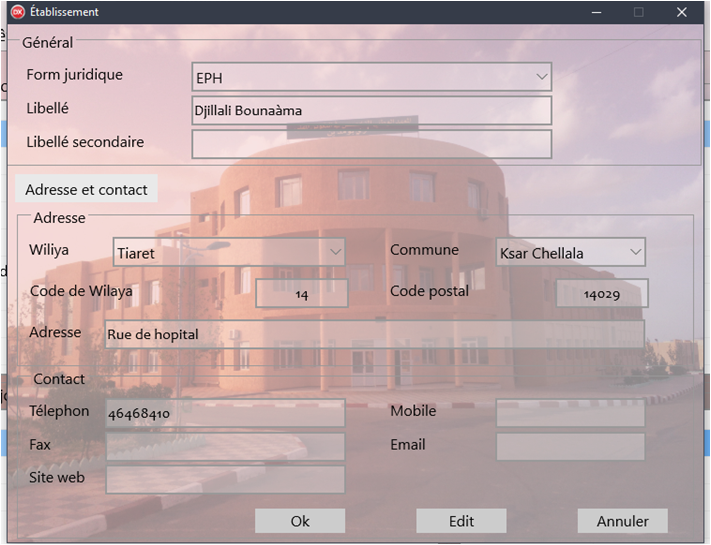 DX Établissement
Général
Form juridique EPH
Libellé Djillali Bounaàma
Libellé secondaire
Adresse et contact
Adresse
Wiliya Tiaret Commune Ksar Chellala
Code de Wilaya 14 Code postal 14029
Adresse Rue de hopital
Contact
Télephon 46468410 Mobile
Fax Email
Site web
Ok Edit Annuler